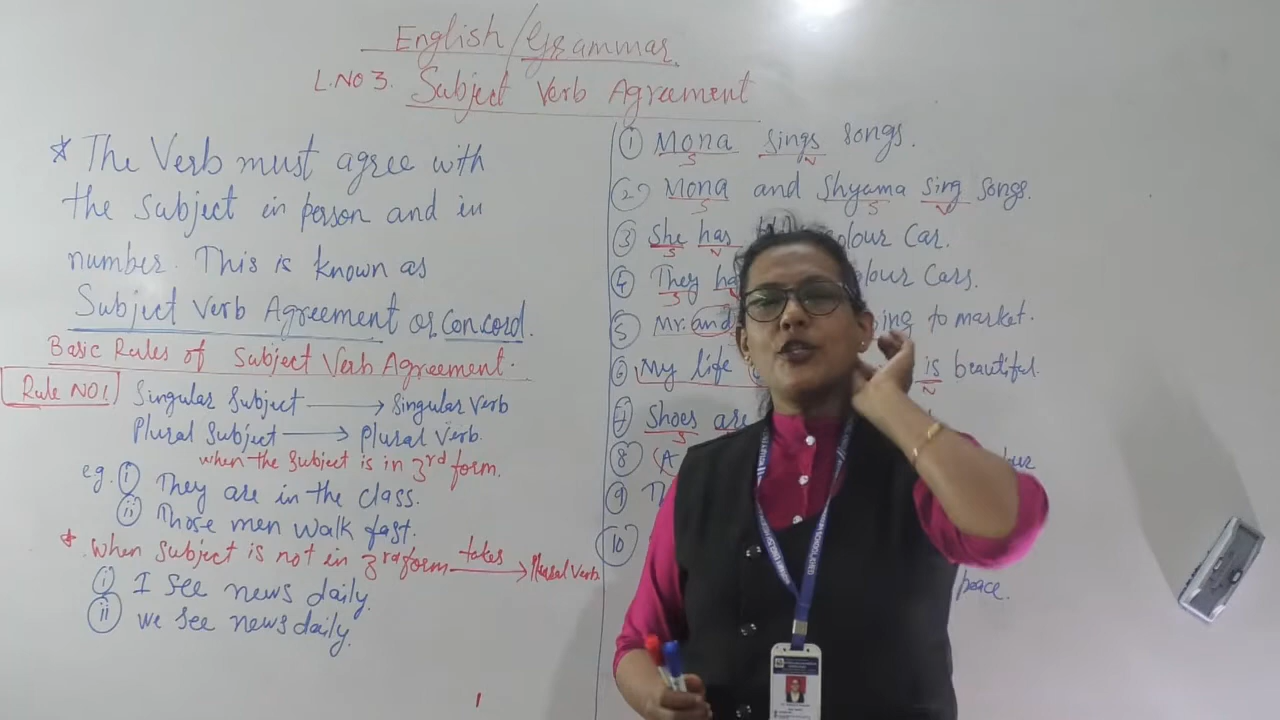 English/Grammar
L.NO 3. Subject Verb Agreement
* The Verb must agree with
the Subject in person and in
number. This is known as
Subject Verb Agreement or Concord.
Basic Rules of Subject Verb Agreement.
Rule NO1. Singular Subject → Singular Verb
Plural Subject → Plural Verb.
when the Subject is in 3rd form.
eg. i They are in the class.
ii Those men walk fast.
* When Subject is not in 3rd form takes → Plural Verb
i I see news daily.
ii we see news daily.
1 Mona sings songs.
S V
2 Mona and Shyama sing songs.
S S V
3 She has colour Car.
S V
4 They colour Cars.
S V
5 Mr. and to market.
6 My life is beautiful.
V
7 Shoes are
S
8 (A
9
10
peace.